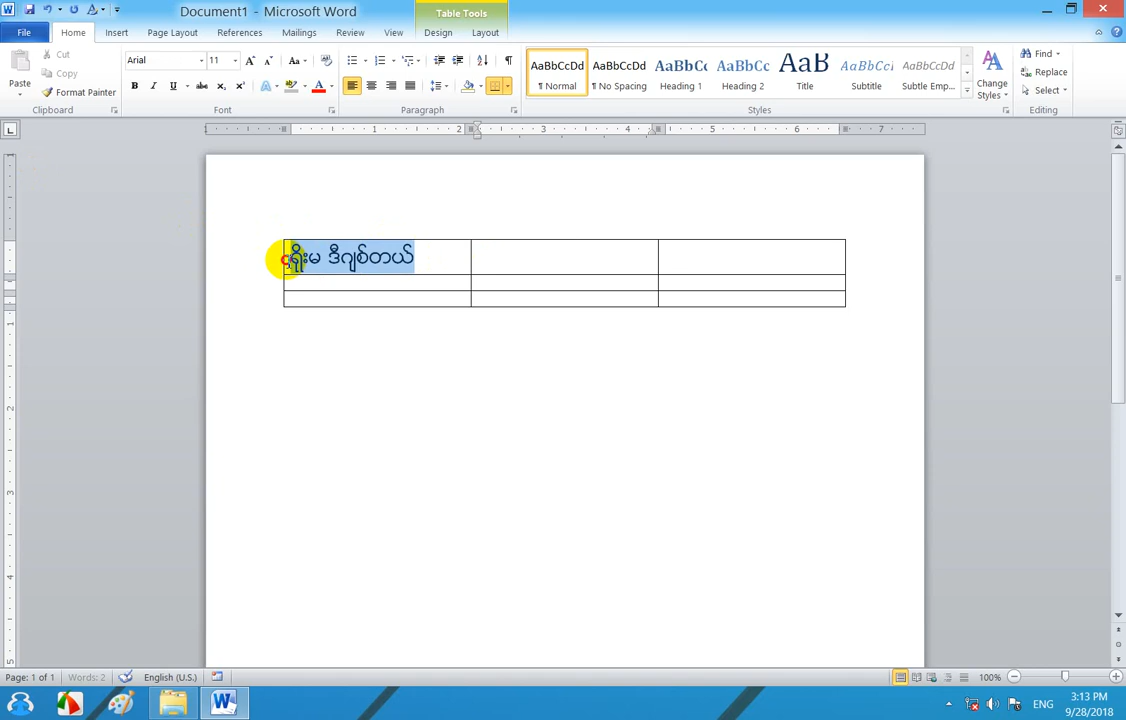 Document1 - Microsoft Word
Table Tools
File
Home
Insert
Page Layout
References
Mailings
Review
View
Design
Layout
Paste
Cut
Copy
Format Painter
Clipboard
Arial
11
Font
Paragraph
AaBbCcDd
¶ Normal
AaBbCcDd
¶ No Spacing
AaBbCc
Heading 1
AaBbCc
Heading 2
AaB
Title
AaBbCcl
Subtitle
AaBbCcDd
Subtle Emp...
Change Styles
Styles
Find
Replace
Select
Editing
ရိုးမ ဒီဂျစ်တယ်
Page: 1 of 1
Words: 2
English (U.S.)
100%
ENG
3:13 PM
9/28/2018